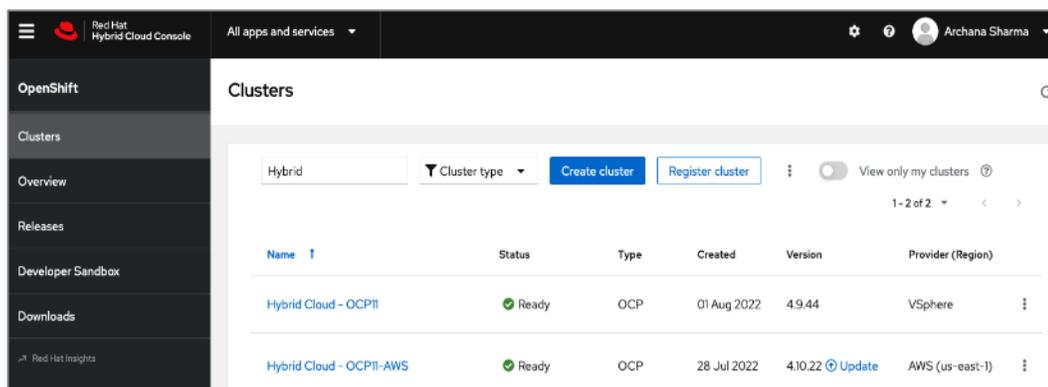 Red Hat
Hybrid Cloud Console
All apps and services
Archana Sharma
OpenShift
Clusters
Overview
Releases
Developer Sandbox
Downloads
Red Hat Insights
Clusters
Hybrid
Cluster type
Create cluster
Register cluster
View only my clusters
1 - 2 of 2
Name Status Type Created Version Provider (Region)
Hybrid Cloud - OCP11 Ready OCP 01 Aug 2022 4.9.44 VSphere
Hybrid Cloud - OCP11-AWS Ready OCP 28 Jul 2022 4.10.22 Update AWS (us-east-1)